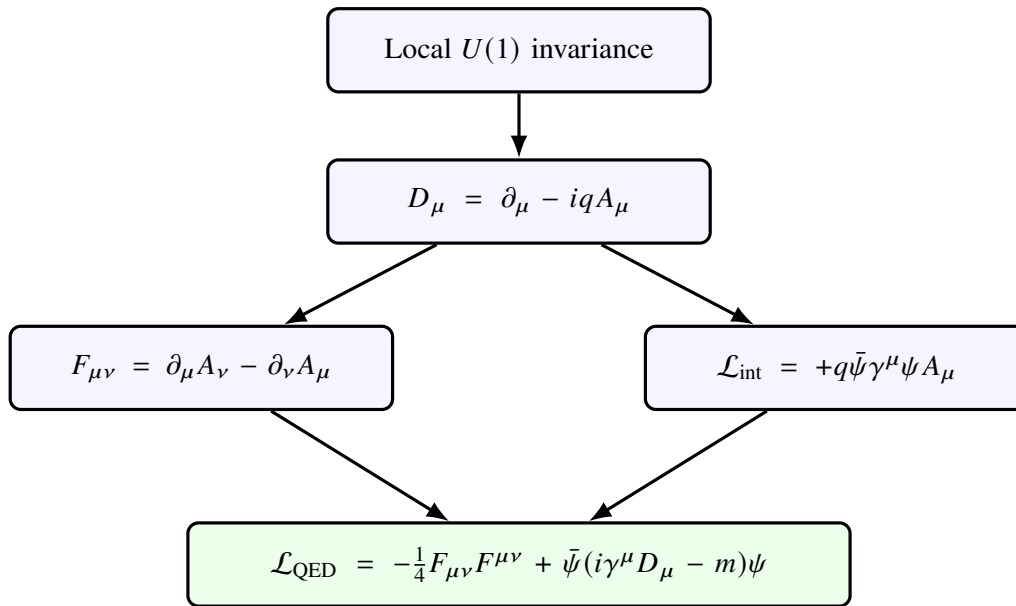 Local U(1) invariance
D_μ = ∂_μ − iqA_μ
F_μν = ∂_μA_ν − ∂_νA_μ
ℒ_int = +qψ̄γ^μψA_μ
ℒ_QED = −¼F_μνF^μν + ψ̄(iγ^μD_μ − m)ψ